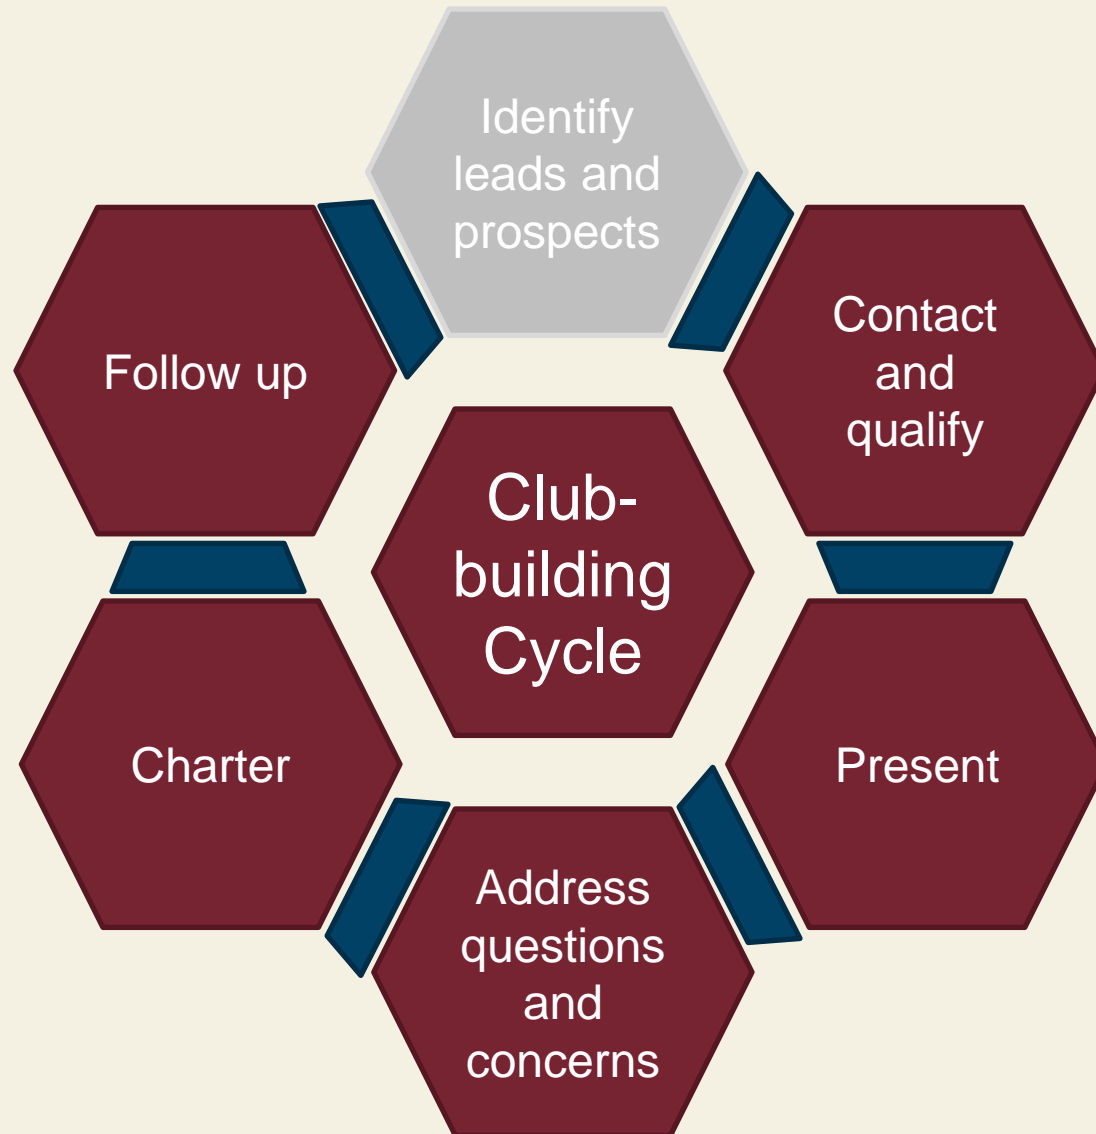 Identify
leads and
prospects
Contact
and
qualify
Follow up
Club-
building
Cycle
Charter
Present
Address
questions
and
concerns